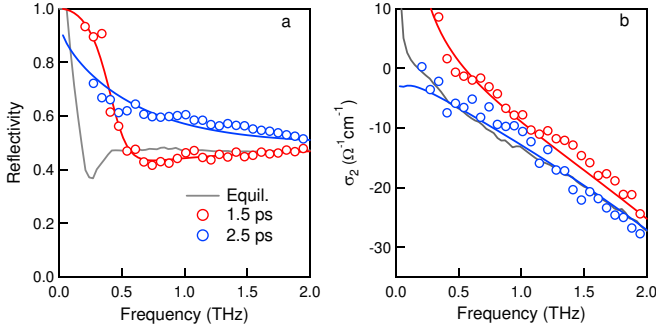 a
1.0
0.8
0.6
0.4
0.2
0.0
Reflectivity
Equil.
1.5 ps
2.5 ps
0.0 0.5 1.0 1.5 2.0
Frequency (THz)
b
10
0
-10
-20
-30
σ2 (Ω-1cm-1)
0.0 0.5 1.0 1.5 2.0
Frequency (THz)